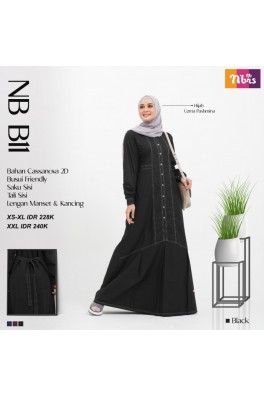 Nbrs
Hijab
Lama Pashmina
NB B11
Bahan Cassanova 2D
Busui Friendly
Saku Sisi
Tali Sisi
Lengan Manset & Kancing
XS-XL IDR 228K
XXL IDR 240K
Black